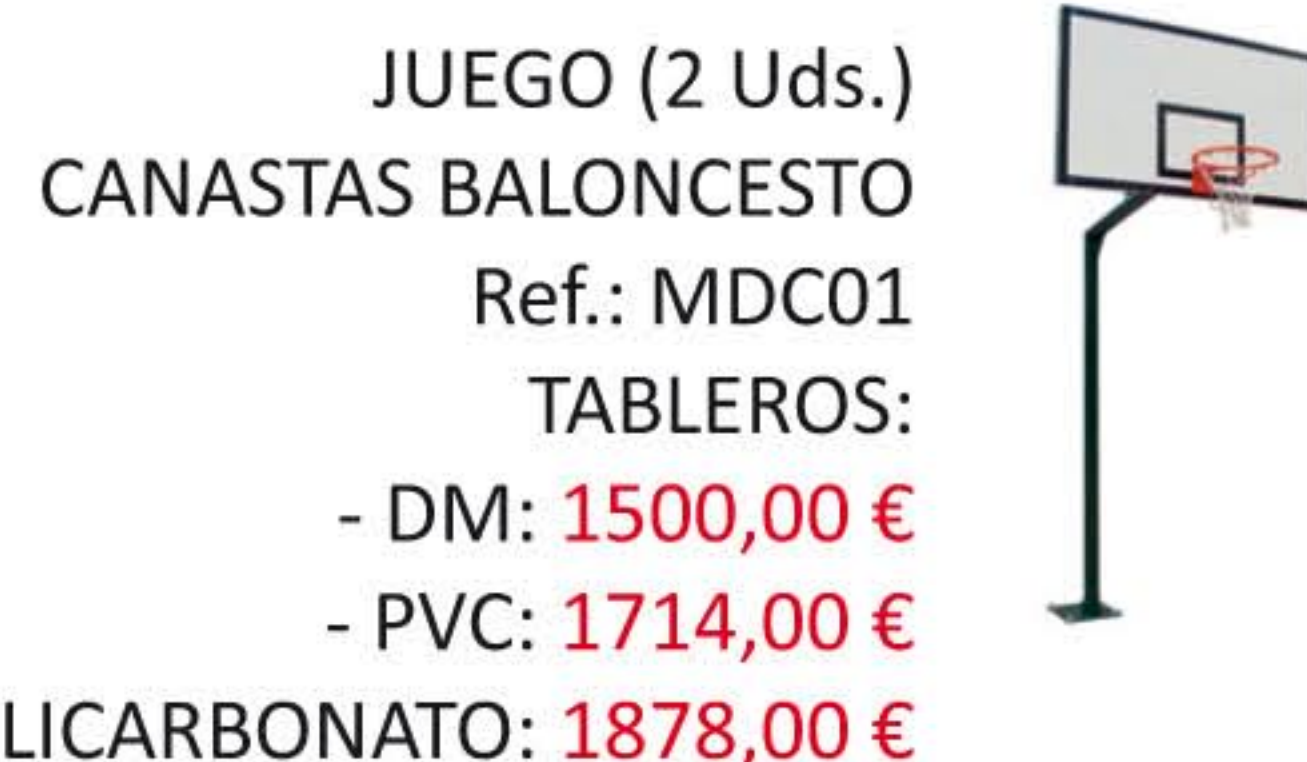 JUEGO (2 Uds.)
CANASTAS BALONCESTO
Ref.: MDC01
TABLEROS:
- DM: 1500,00 €
- PVC: 1714,00 €
LICARBONATO: 1878,00 €